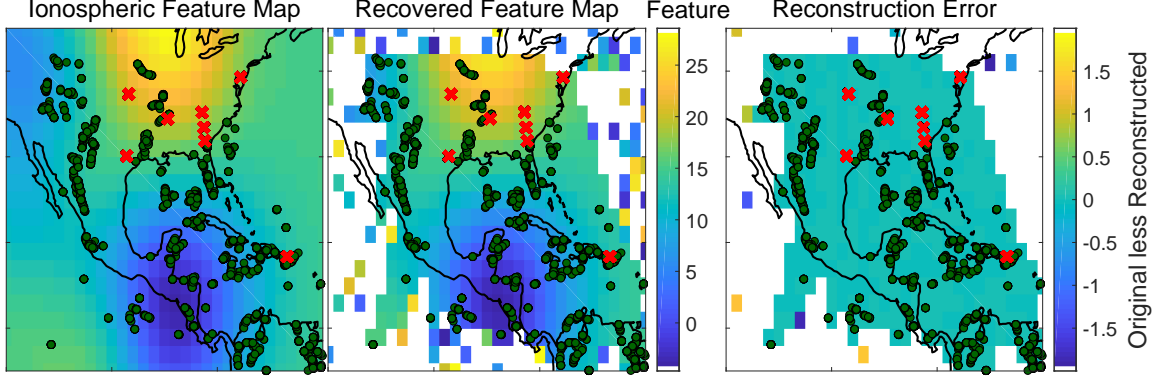 Ionospheric Feature Map
Recovered Feature Map
Feature
Reconstruction Error
25
20
15
10
5
0
1.5
1
0.5
0
-0.5
-1
-1.5
Original less Reconstructed